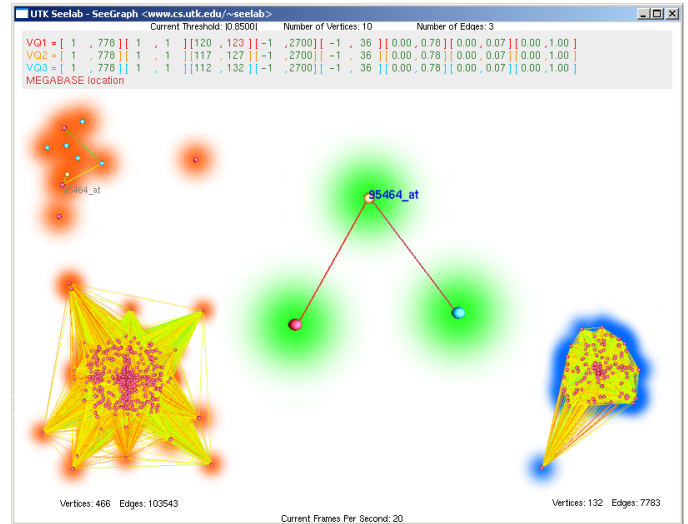 UTK Seelab - SeeGraph <www.cs.utk.edu/~seelab>
Current Threshold: |0.8500| Number of Vertices: 10 Number of Edges: 3
VQ1 = [ 1 , 778 ] [ 1 , 1 ] [120 , 123 ] [ -1 , 2700] [ -1 , 36 ] [ 0.00 , 0.78 ] [ 0.00 , 0.07 ] [ 0.00 , 1.00 ]
VQ2 = [ 1 , 778 ] [ 1 , 1 ] [117 , 127 ] [ -1 , 2700] [ -1 , 36 ] [ 0.00 , 0.78 ] [ 0.00 , 0.07 ] [ 0.00 , 1.00 ]
VQ3 = [ 1 , 778 ] [ 1 , 1 ] [112 , 132 ] [ -1 , 2700] [ -1 , 36 ] [ 0.00 , 0.78 ] [ 0.00 , 0.07 ] [ 0.00 , 1.00 ]
MEGABASE location
95464_at
95464_at
Vertices: 466 Edges: 103543
Vertices: 132 Edges: 7783
Current Frames Per Second: 20